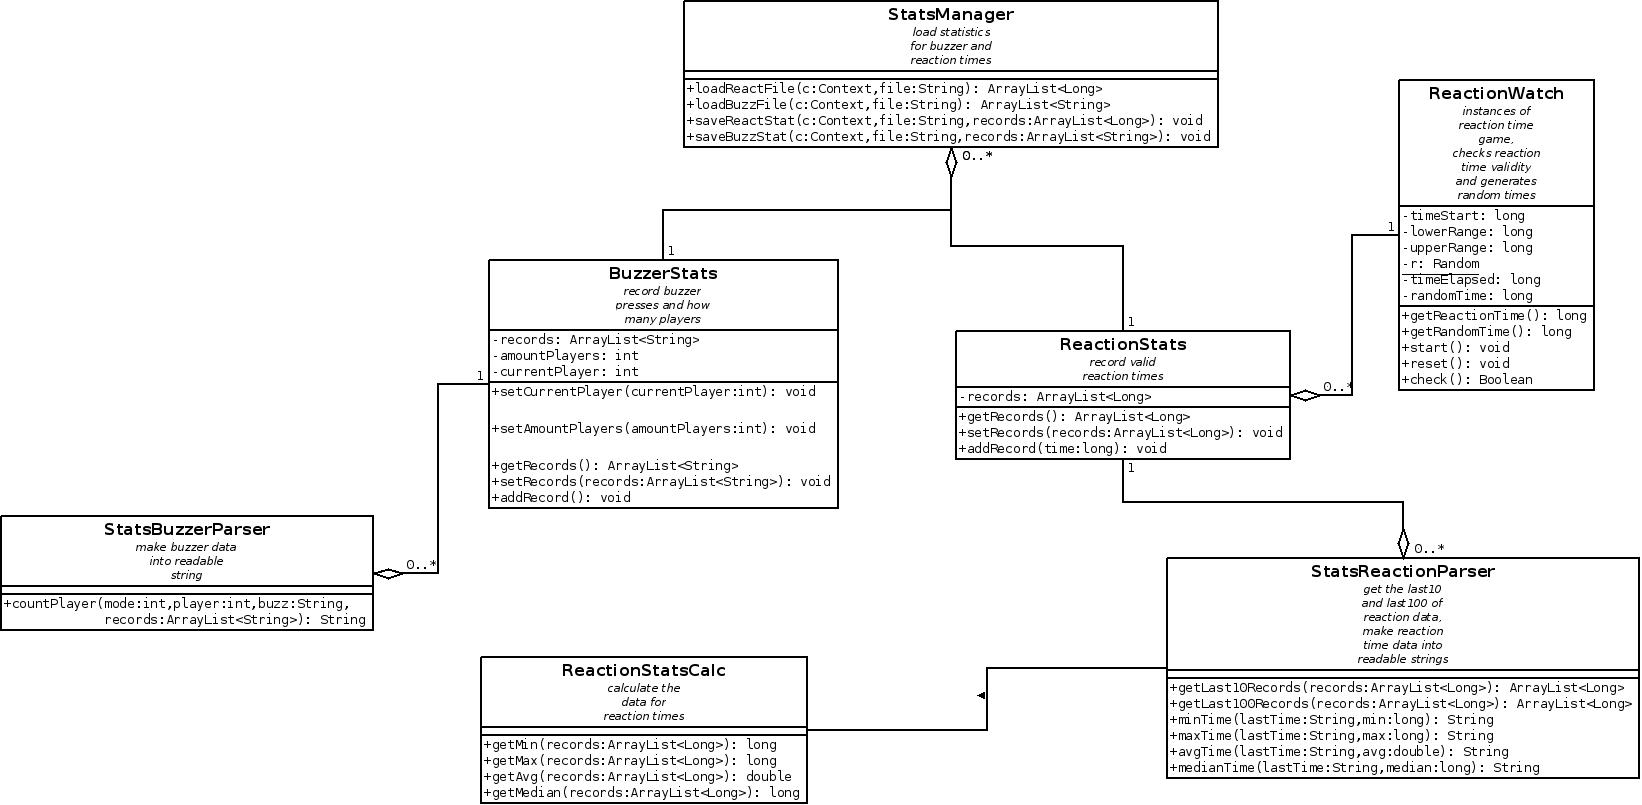 StatsManager
load statistics
for buzzer and
reaction times
+loadReactFile(c:Context,file:String): ArrayList<Long>
+loadBuzzFile(c:Context,file:String): ArrayList<String>
+saveReactStat(c:Context,file:String,records:ArrayList<Long>): void
+saveBuzzStat(c:Context,file:String,records:ArrayList<String>): void
0..*
ReactionWatch
instances of
reaction time
game,
checks reaction
time validity
and generates
random times
-timeStart: long
-lowerRange: long
-upperRange: long
-r: Random
-timeElapsed: long
-randomTime: long
+getReactionTime(): long
+getRandomTime(): long
+start(): void
+reset(): void
+check(): Boolean
1
1
BuzzerStats
record buzzer
presses and how
many players
-records: ArrayList<String>
-amountPlayers: int
-currentPlayer: int
+setCurrentPlayer(currentPlayer:int): void
+setAmountPlayers(amountPlayers:int): void
+getRecords(): ArrayList<String>
+setRecords(records:ArrayList<String>): void
+addRecord(): void
1
1
ReactionStats
record valid
reaction times
-records: ArrayList<Long>
+getRecords(): ArrayList<Long>
+setRecords(records:ArrayList<Long>): void
+addRecord(time:long): void
0..*
1
StatsBuzzerParser
make buzzer data
into readable
string
+countPlayer(mode:int,player:int,buzz:String,
records:ArrayList<String>): String
0..*
0..*
StatsReactionParser
get the last10
and last100 of
reaction data,
make reaction
time data into
readable strings
+getLast10Records(records:ArrayList<Long>): ArrayList<Long>
+getLast100Records(records:ArrayList<Long>): ArrayList<Long>
+minTime(lastTime:String,min:long): String
+maxTime(lastTime:String,max:long): String
+avgTime(lastTime:String,avg:double): String
+medianTime(lastTime:String,median:long): String
ReactionStatsCalc
calculate the
data for
reaction times
+getMin(records:ArrayList<Long>): long
+getMax(records:ArrayList<Long>): long
+getAvg(records:ArrayList<Long>): double
+getMedian(records:ArrayList<Long>): long